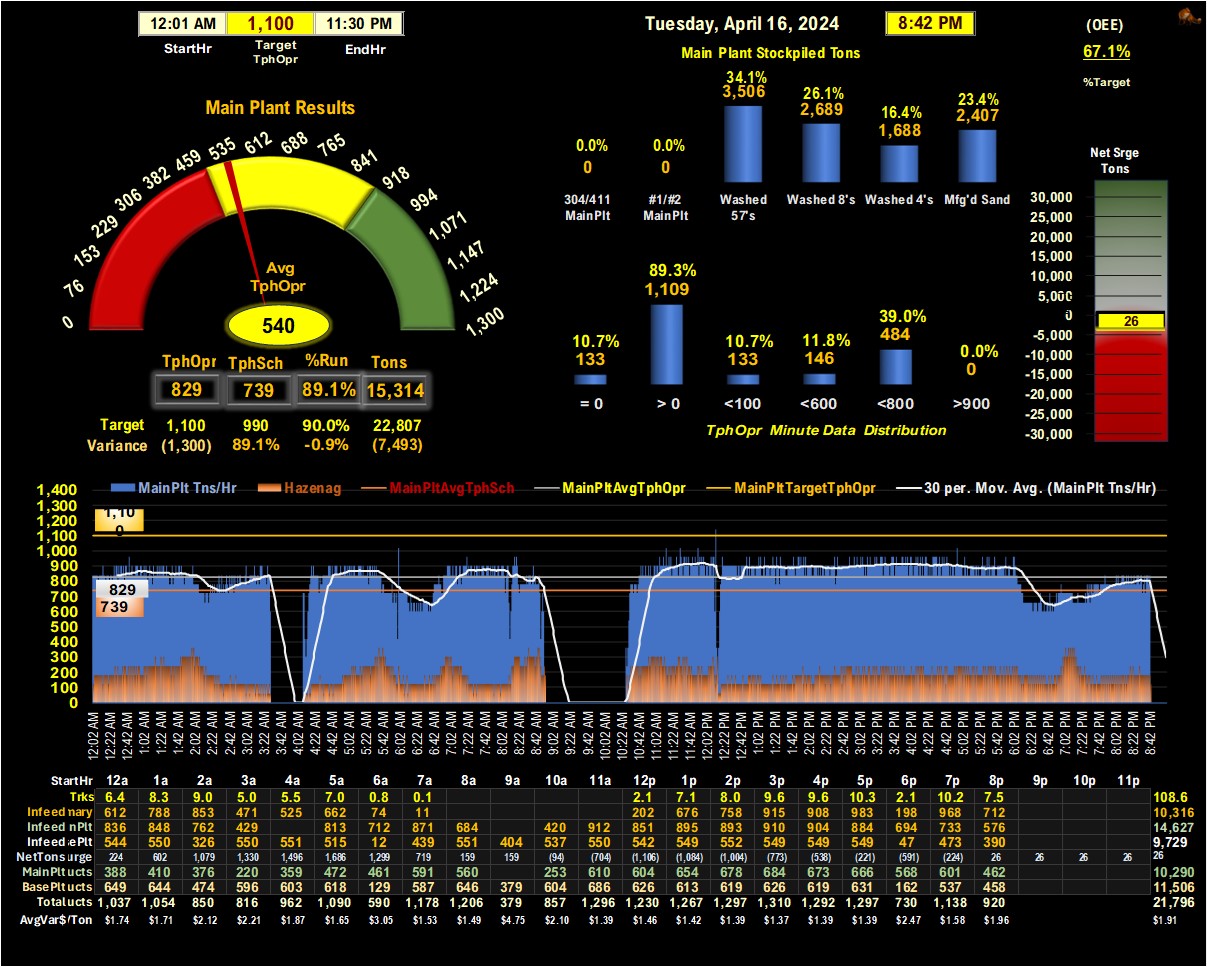 12:01 AM 1,100 11:30 PM
StartHr Target TphOpr EndHr
Tuesday, April 16, 2024 8:42 PM
(OEE)
67.1%
%Target
Main Plant Stockpiled Tons
0.0% 0.0% 34.1% 26.1% 16.4% 23.4%
0 0 3,506 2,689 1,688 2,407
304/411 MainPlt #1/#2 MainPlt Washed 57's Washed 8's Washed 4's Mfg'd Sand
Main Plant Results
0 76 153 229 306 382 459 535 612 688 765 841 918 994 1,071 1,147 1,224 1,300
Avg
TphOpr
540
TphOpr TphSch %Run Tons
829 739 89.1% 15,314
Target 1,100 990 90.0% 22,807
Variance (1,300) 89.1% -0.9% (7,493)
10.7% 89.3% 10.7% 11.8% 39.0% 0.0%
133 1,109 133 146 484 0
= 0 > 0 <100 <600 <800 >900
TphOpr Minute Data Distribution
Net Srge
Tons
30,000
25,000
20,000
15,000
10,000
5,000
0
26
-5,000
-10,000
-15,000
-20,000
-25,000
-30,000
MainPlt Tns/Hr Hazenag MainPltAvgTphSch MainPltAvgTphOpr MainPltTargetTphOpr 30 per. Mov. Avg. (MainPlt Tns/Hr)
1,400
1,300
1,200
1,100
1,000
900
800
700
600
500
400
300
200
100
0
1,10
0
829
739
12:02 AM 12:22 AM 12:42 AM 1:02 AM 1:22 AM 1:42 AM 2:02 AM 2:22 AM 2:42 AM 3:02 AM 3:22 AM 3:42 AM 4:02 AM 4:22 AM 4:42 AM 5:02 AM 5:22 AM 5:42 AM 6:02 AM 6:22 AM 6:42 AM 7:02 AM 7:22 AM 7:42 AM 8:02 AM 8:22 AM 8:42 AM 9:02 AM 9:22 AM 9:42 AM 10:02 AM 10:22 AM 10:42 AM 11:02 AM 11:22 AM 11:42 AM 12:02 PM 12:22 PM 12:42 PM 1:02 PM 1:22 PM 1:42 PM 2:02 PM 2:22 PM 2:42 PM 3:02 PM 3:22 PM 3:42 PM 4:02 PM 4:22 PM 4:42 PM 5:02 PM 5:22 PM 5:42 PM 6:02 PM 6:22 PM 6:42 PM 7:02 PM 7:22 PM 7:42 PM 8:02 PM 8:22 PM 8:42 PM
StartHr 12a 1a 2a 3a 4a 5a 6a 7a 8a 9a 10a 11a 12p 1p 2p 3p 4p 5p 6p 7p 8p 9p 10p 11p
Trks 6.4 8.3 9.0 5.0 5.5 7.0 0.8 0.1 2.1 7.1 8.0 9.6 9.6 10.3 2.1 10.2 7.5 108.6
Infeed mary 612 788 853 471 525 662 74 11 202 676 758 915 908 983 198 968 712 10,316
Infeed nPlt 836 848 762 429 813 712 871 684 420 912 851 895 893 910 904 884 694 733 576 14,627
Infeed ePlt 544 550 326 550 551 515 12 439 551 404 537 550 542 549 552 549 549 549 47 473 390 9,729
NetTons urge 224 602 1,079 1,330 1,496 1,686 1,299 719 159 159 (94) (704) (1,106) (1,084) (1,004) (773) (538) (221) (591) (224) 26 26 26 26 26
MainPlt ucts 388 410 376 220 359 472 461 591 560 253 610 604 654 678 684 673 666 568 601 462 10,290
BasePlt ucts 649 644 474 596 603 618 129 587 646 379 604 686 626 613 619 626 619 631 162 537 458 11,506
Total ucts 1,037 1,054 850 816 962 1,090 590 1,178 1,206 379 857 1,296 1,230 1,267 1,297 1,310 1,292 1,297 730 1,138 920 21,796
AvgVar$/Ton $1.74 $1.71 $2.12 $2.21 $1.87 $1.65 $3.05 $1.53 $1.49 $4.75 $2.10 $1.39 $1.46 $1.42 $1.39 $1.37 $1.39 $1.39 $2.47 $1.58 $1.96 $1.91